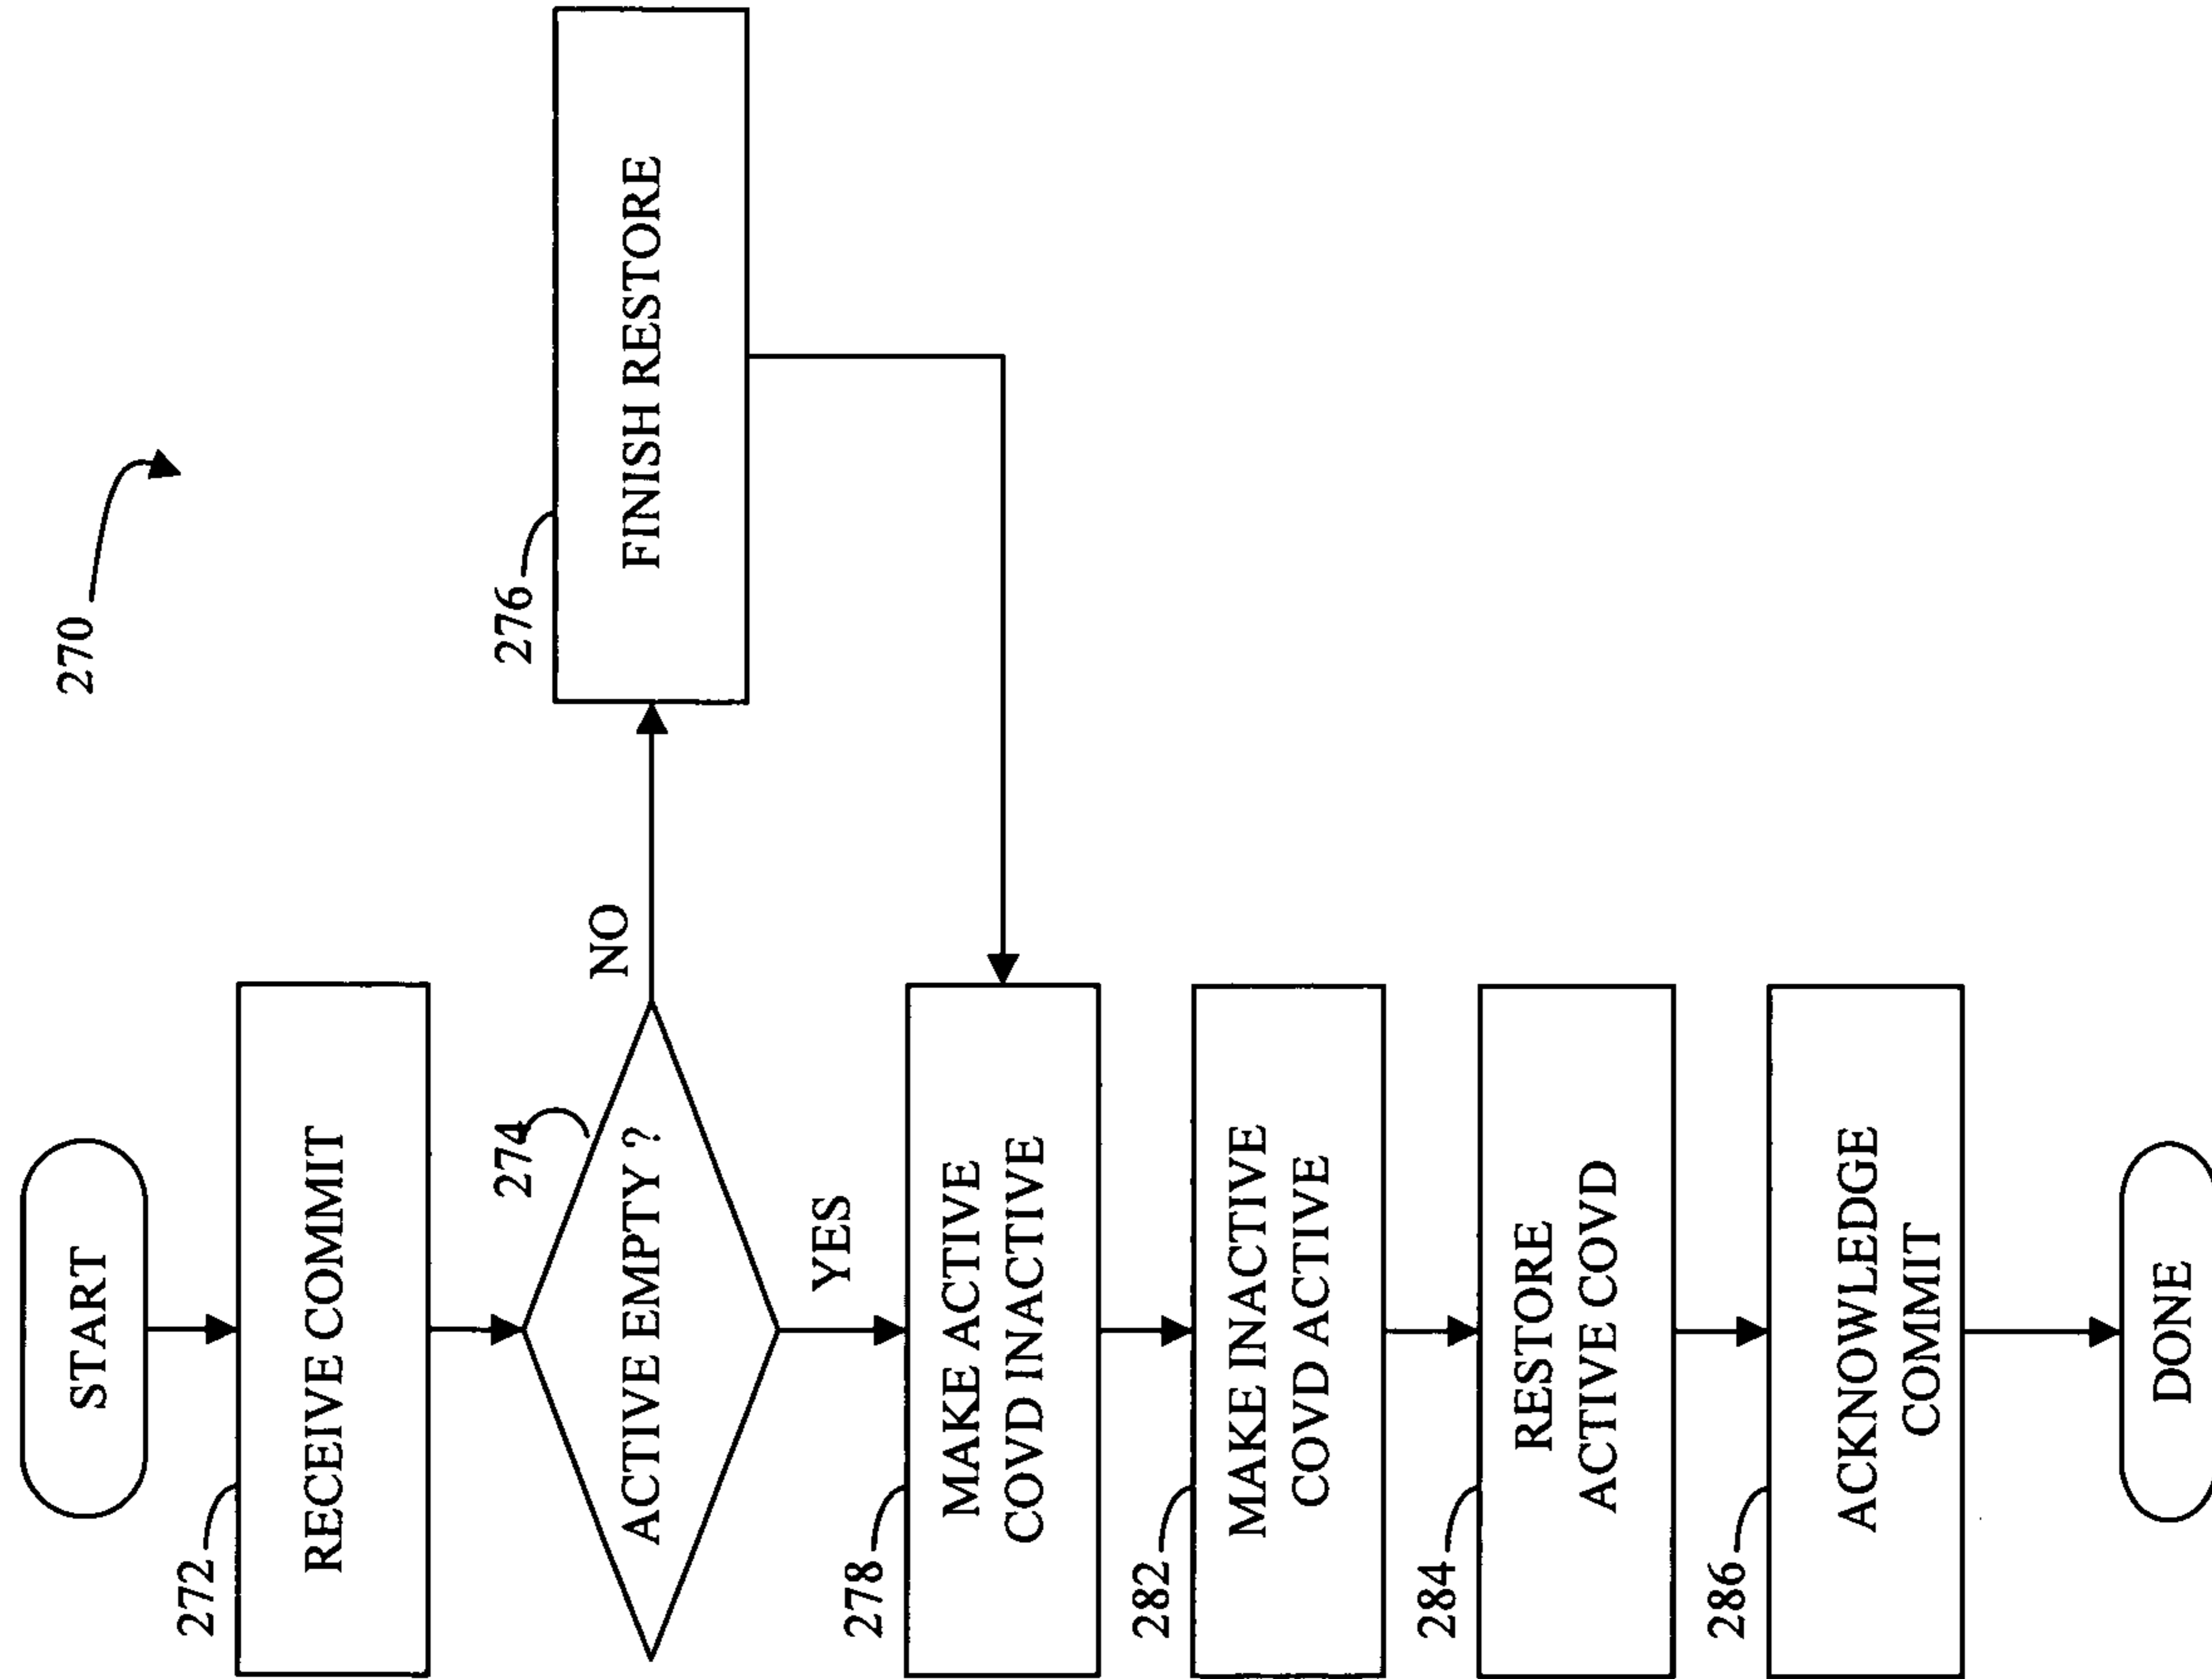 270
START
272
RECEIVE COMMIT
274
ACTIVE EMPTY ?
NO
276
FINISH RESTORE
YES
278
MAKE ACTIVE
COVD INACTIVE
282
MAKE INACTIVE
COVD ACTIVE
284
RESTORE
ACTIVE COVD
286
ACKNOWLEDGE
COMMIT
DONE